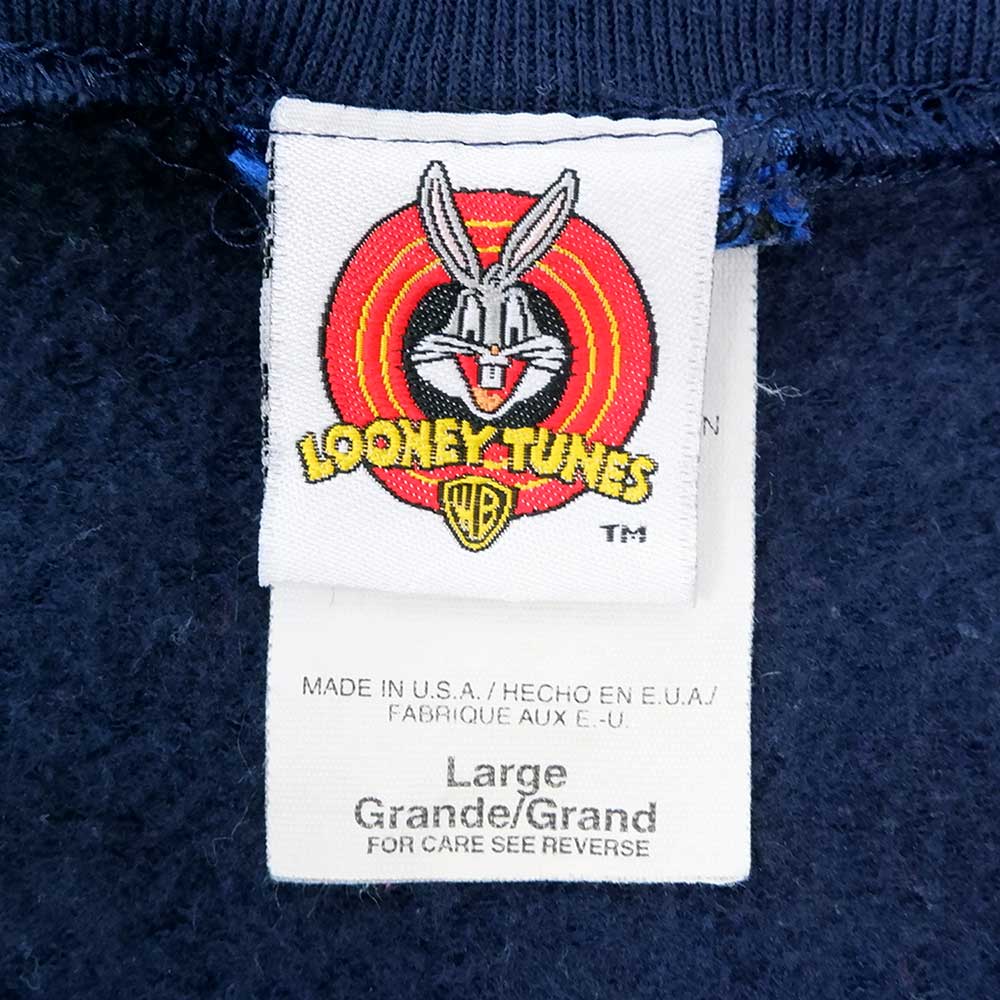 LOONEY TUNES
WB
TM
N
MADE IN U.S.A. / HECHO EN E.U.A./
FABRIQUE AUX E.-U.
Large
Grande/Grand
FOR CARE SEE REVERSE